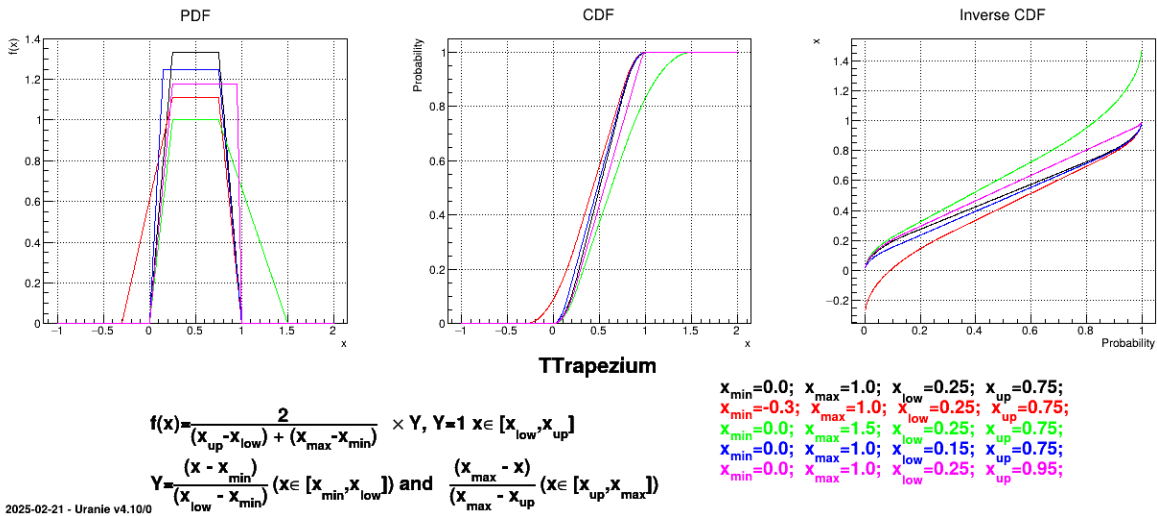 PDF
f(x)
1.4
1.2
1
0.8
0.6
0.4
0.2
0
−1 −0.5 0 0.5 1 1.5 2
x
CDF
Probability
1
0.8
0.6
0.4
0.2
0
−1 −0.5 0 0.5 1 1.5 2
x
Inverse CDF
x
1.4
1.2
1
0.8
0.6
0.4
0.2
0
−0.2
0 0.2 0.4 0.6 0.8 1
Probability
TTrapezium
f(x)= 2 / (x_up-x_low) + (x_max-x_min) × Y, Y=1 x∈ [x_low,x_up]
Y= (x - x_min) / (x_low - x_min) (x∈ [x_min,x_low]) and (x_max - x) / (x_max - x_up (x∈ [x_up,x_max])
x_min=0.0; x_max=1.0; x_low=0.25; x_up=0.75;
x_min=-0.3; x_max=1.0; x_low=0.25; x_up=0.75;
x_min=0.0; x_max=1.5; x_low=0.25; x_up=0.75;
x_min=0.0; x_max=1.0; x_low=0.15; x_up=0.75;
x_min=0.0; x_max=1.0; x_low=0.25; x_up=0.95;
2025-02-21 - Uranie v4.10/0